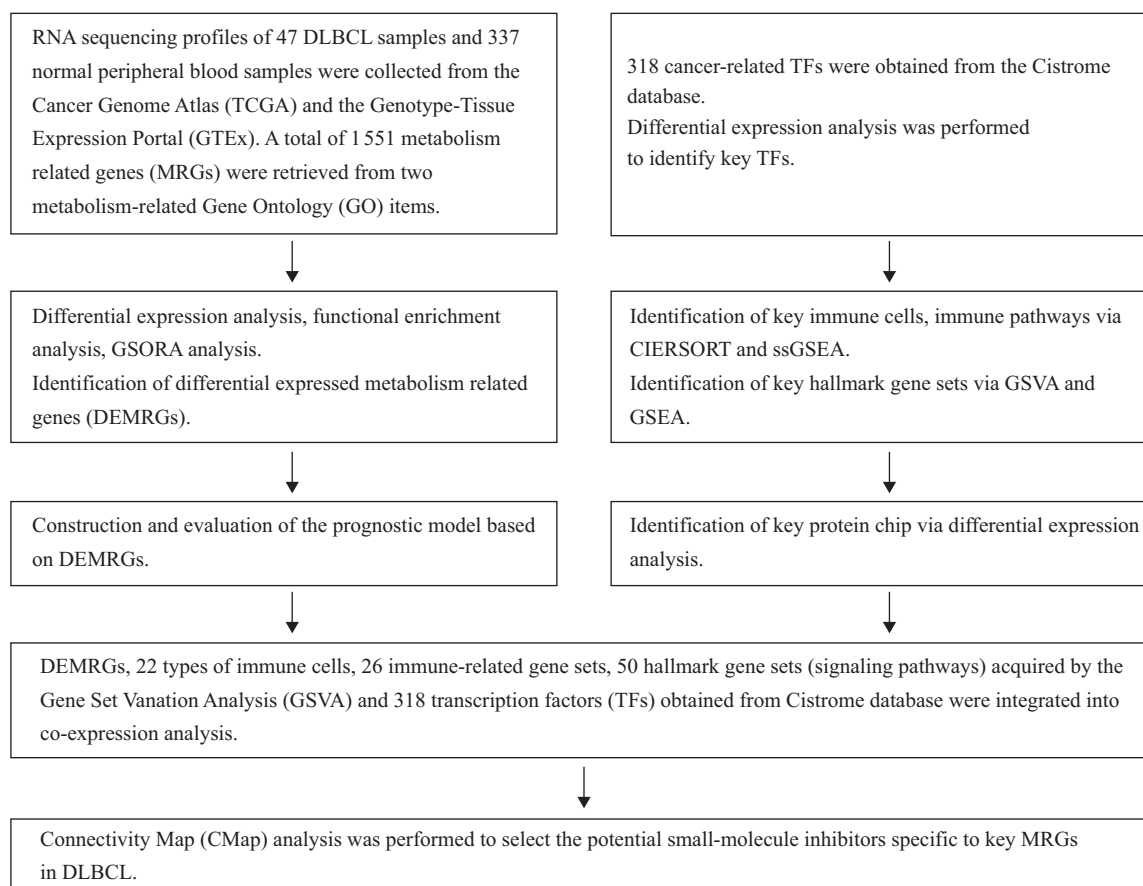 RNA sequencing profiles of 47 DLBCL samples and 337
normal peripheral blood samples were collected from the
Cancer Genome Atlas (TCGA) and the Genotype-Tissue
Expression Portal (GTEx). A total of 1 551 metabolism
related genes (MRGs) were retrieved from two
metabolism-related Gene Ontology (GO) items.
318 cancer-related TFs were obtained from the Cistrome
database.
Differential expression analysis was performed
to identify key TFs.
Differential expression analysis, functional enrichment
analysis, GSORA analysis.
Identification of differential expressed metabolism related
genes (DEMRGs).
Identification of key immune cells, immune pathways via
CIERSORT and ssGSEA.
Identification of key hallmark gene sets via GSVA and
GSEA.
Construction and evaluation of the prognostic model based
on DEMRGs.
Identification of key protein chip via differential expression
analysis.
DEMRGs, 22 types of immune cells, 26 immune-related gene sets, 50 hallmark gene sets (signaling pathways) acquired by the
Gene Set Vanation Analysis (GSVA) and 318 transcription factors (TFs) obtained from Cistrome database were integrated into
co-expression analysis.
Connectivity Map (CMap) analysis was performed to select the potential small-molecule inhibitors specific to key MRGs
in DLBCL.